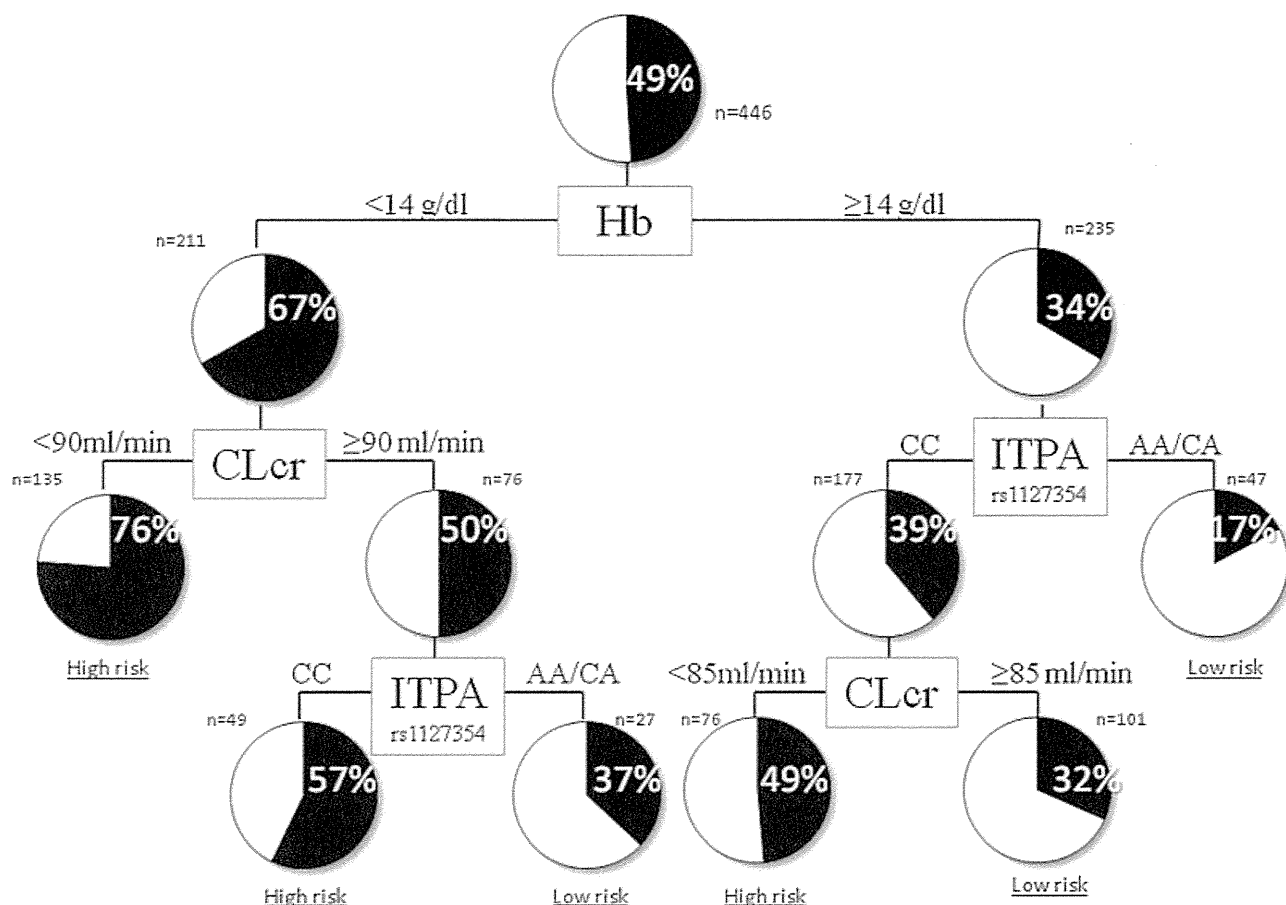 49%
n=446
<14 g/dl
Hb
≥14 g/dl
n=211
n=235
67%
34%
<90ml/min
CLcr
≥90 ml/min
CC
ITPA
rs1127354
AA/CA
n=135
n=76
n=177
n=47
76%
50%
39%
17%
High risk
Low risk
CC
ITPA
rs1127354
AA/CA
<85ml/min
CLcr
≥85 ml/min
n=49
n=27
n=76
n=101
57%
37%
49%
32%
High risk
Low risk
High risk
Low risk